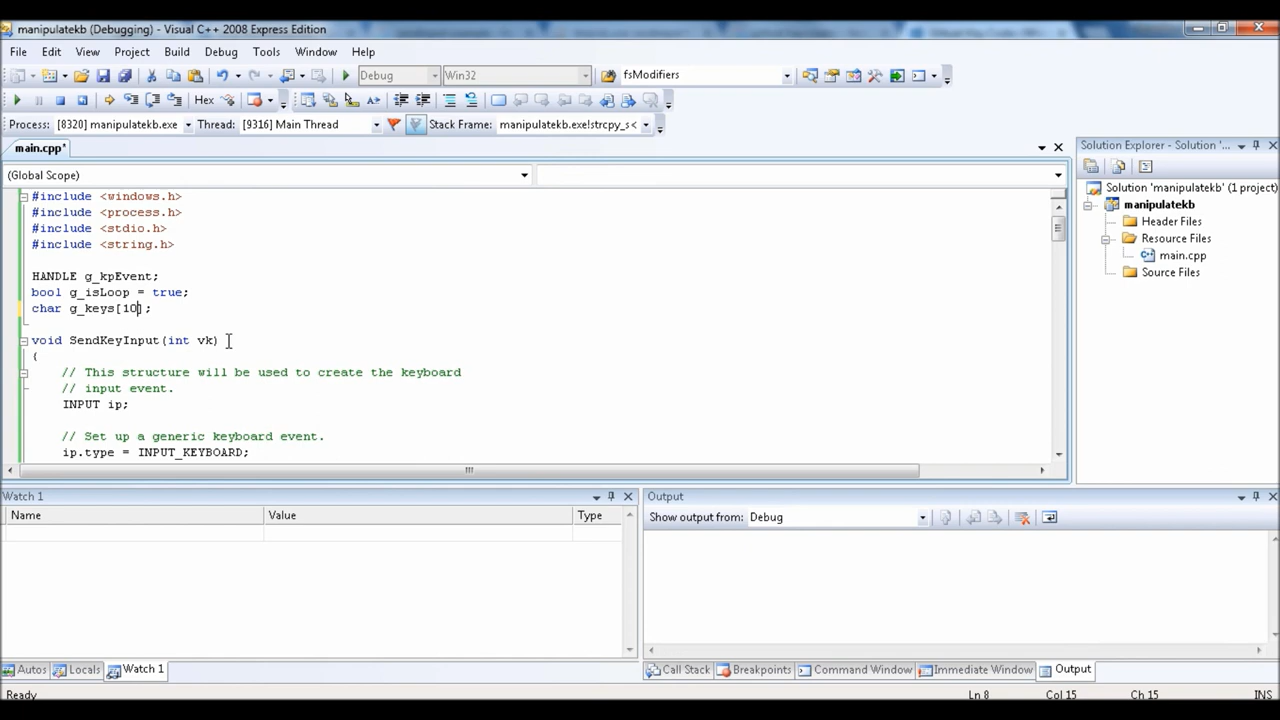 manipulatekb (Debugging) - Visual C++ 2008 Express Edition
File Edit View Project Build Debug Tools Window Help
Debug Win32 fsModifiers
Hex
Process: [8320] manipulatekb.exe Thread: [9316] Main Thread Stack Frame: manipulatekb.exe!strcpy_s<
main.cpp*
(Global Scope)
#include <windows.h>
#include <process.h>
#include <stdio.h>
#include <string.h>
HANDLE g_kpEvent;
bool g_isLoop = true;
char g_keys[10];
void SendKeyInput(int vk)
{
// This structure will be used to create the keyboard
// input event.
INPUT ip;
// Set up a generic keyboard event.
ip.type = INPUT_KEYBOARD;
Solution Explorer - Solution '...
Solution 'manipulatekb' (1 project)
manipulatekb
Header Files
Resource Files
main.cpp
Source Files
Watch 1
Name Value Type
Autos Locals Watch 1
Output
Show output from: Debug
Call Stack Breakpoints Command Window Immediate Window Output
Ready Ln 8 Col 15 Ch 15 INS